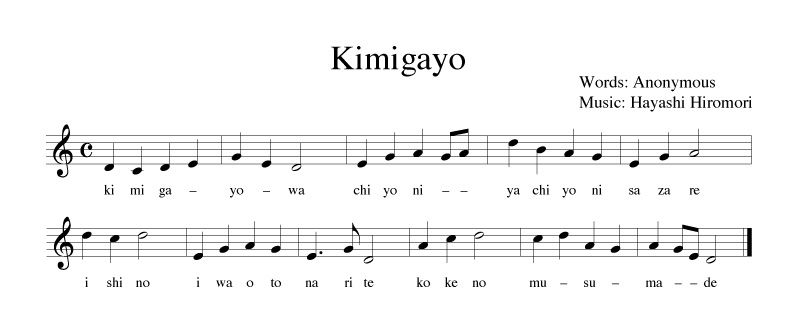 Kimigayo
Words: Anonymous
Music: Hayashi Hiromori
ki mi ga – yo – wa chi yo ni – – ya chi yo ni sa za re
i shi no i wa o to na ri te ko ke no mu – su – ma – – de